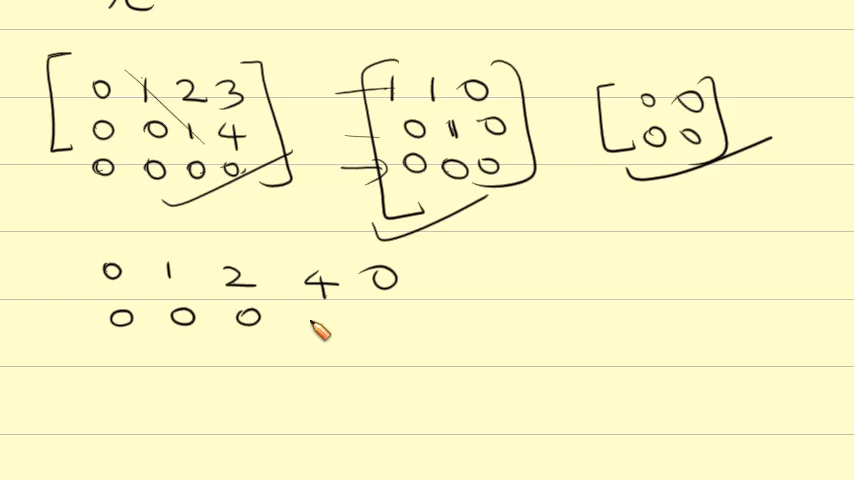 0 1 2 3
0 0 1 4
0 0 0 0
1 1 0
0 1 0
0 0 0
0 0
0 0
0 1 2 4 0
0 0 0